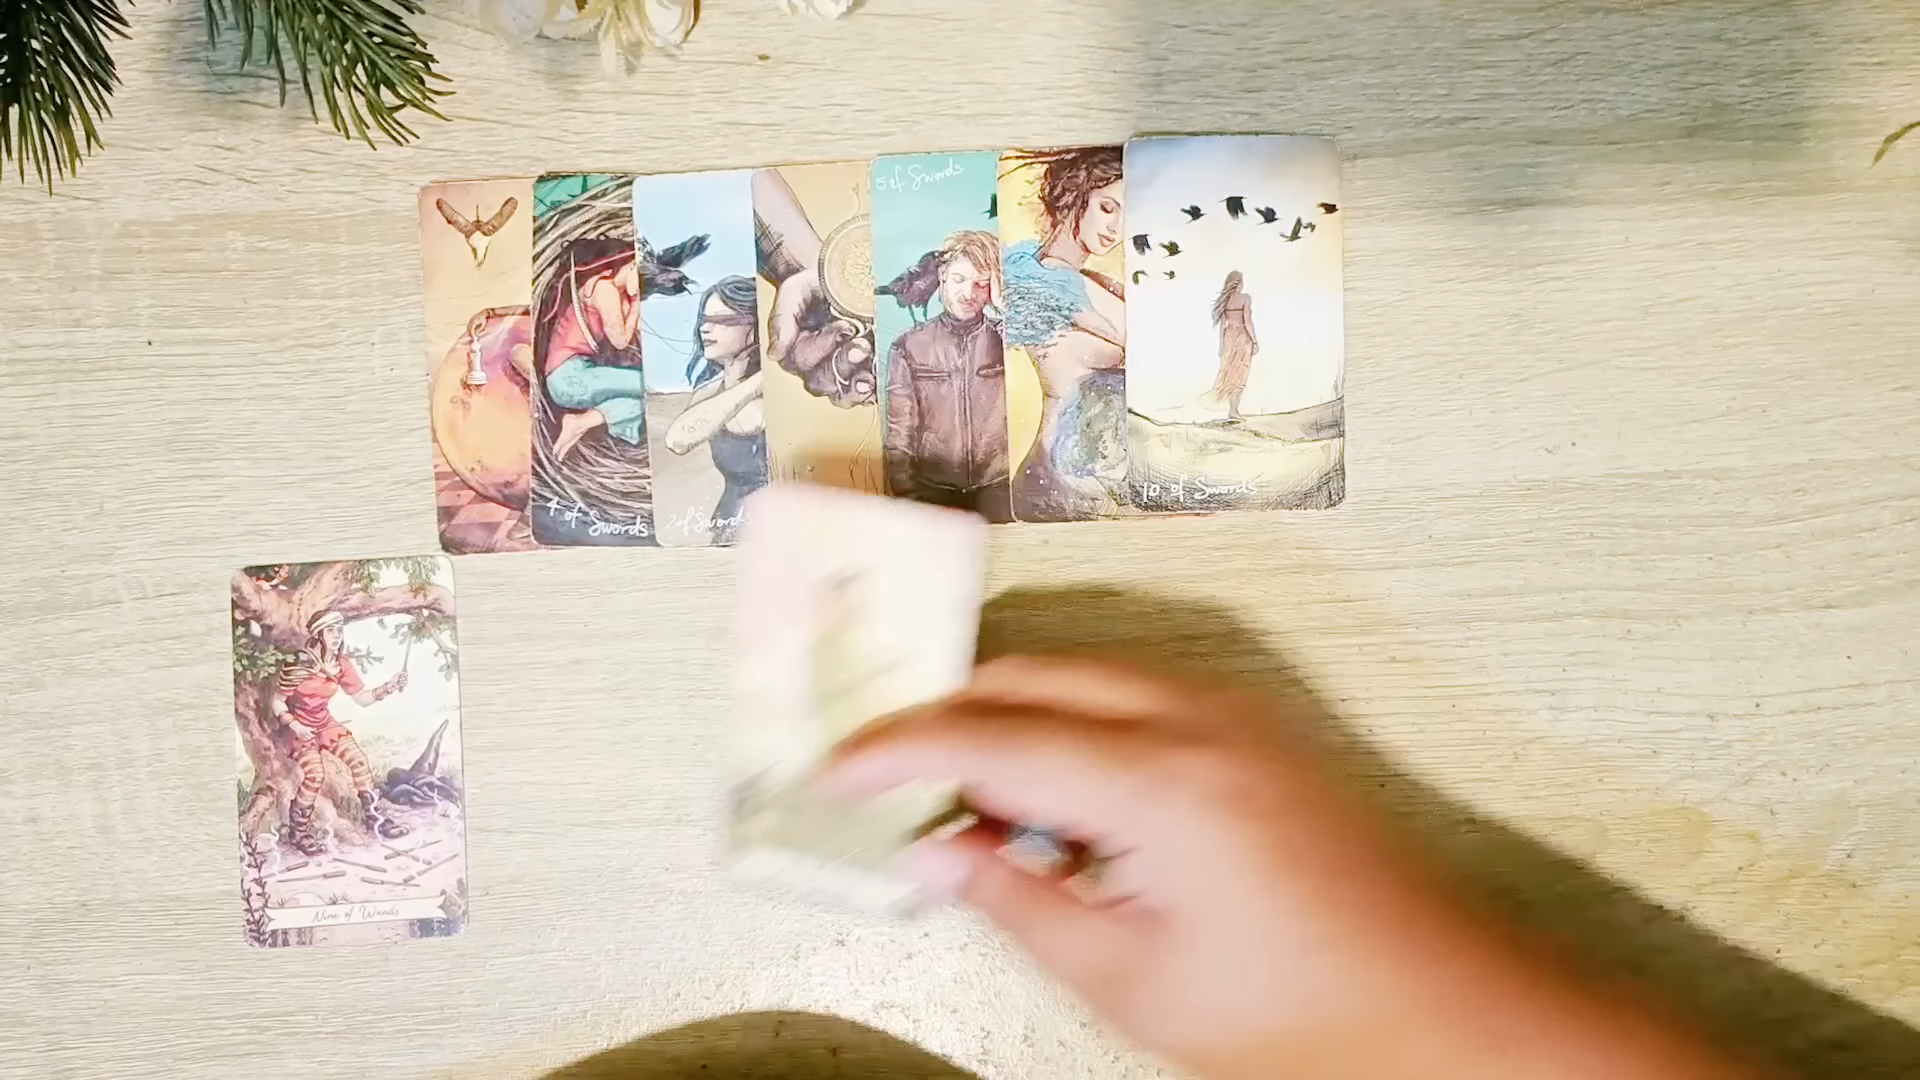 5 of Swords
4 of Swords
2 of Swords
10 of Swords
Nine of Wands